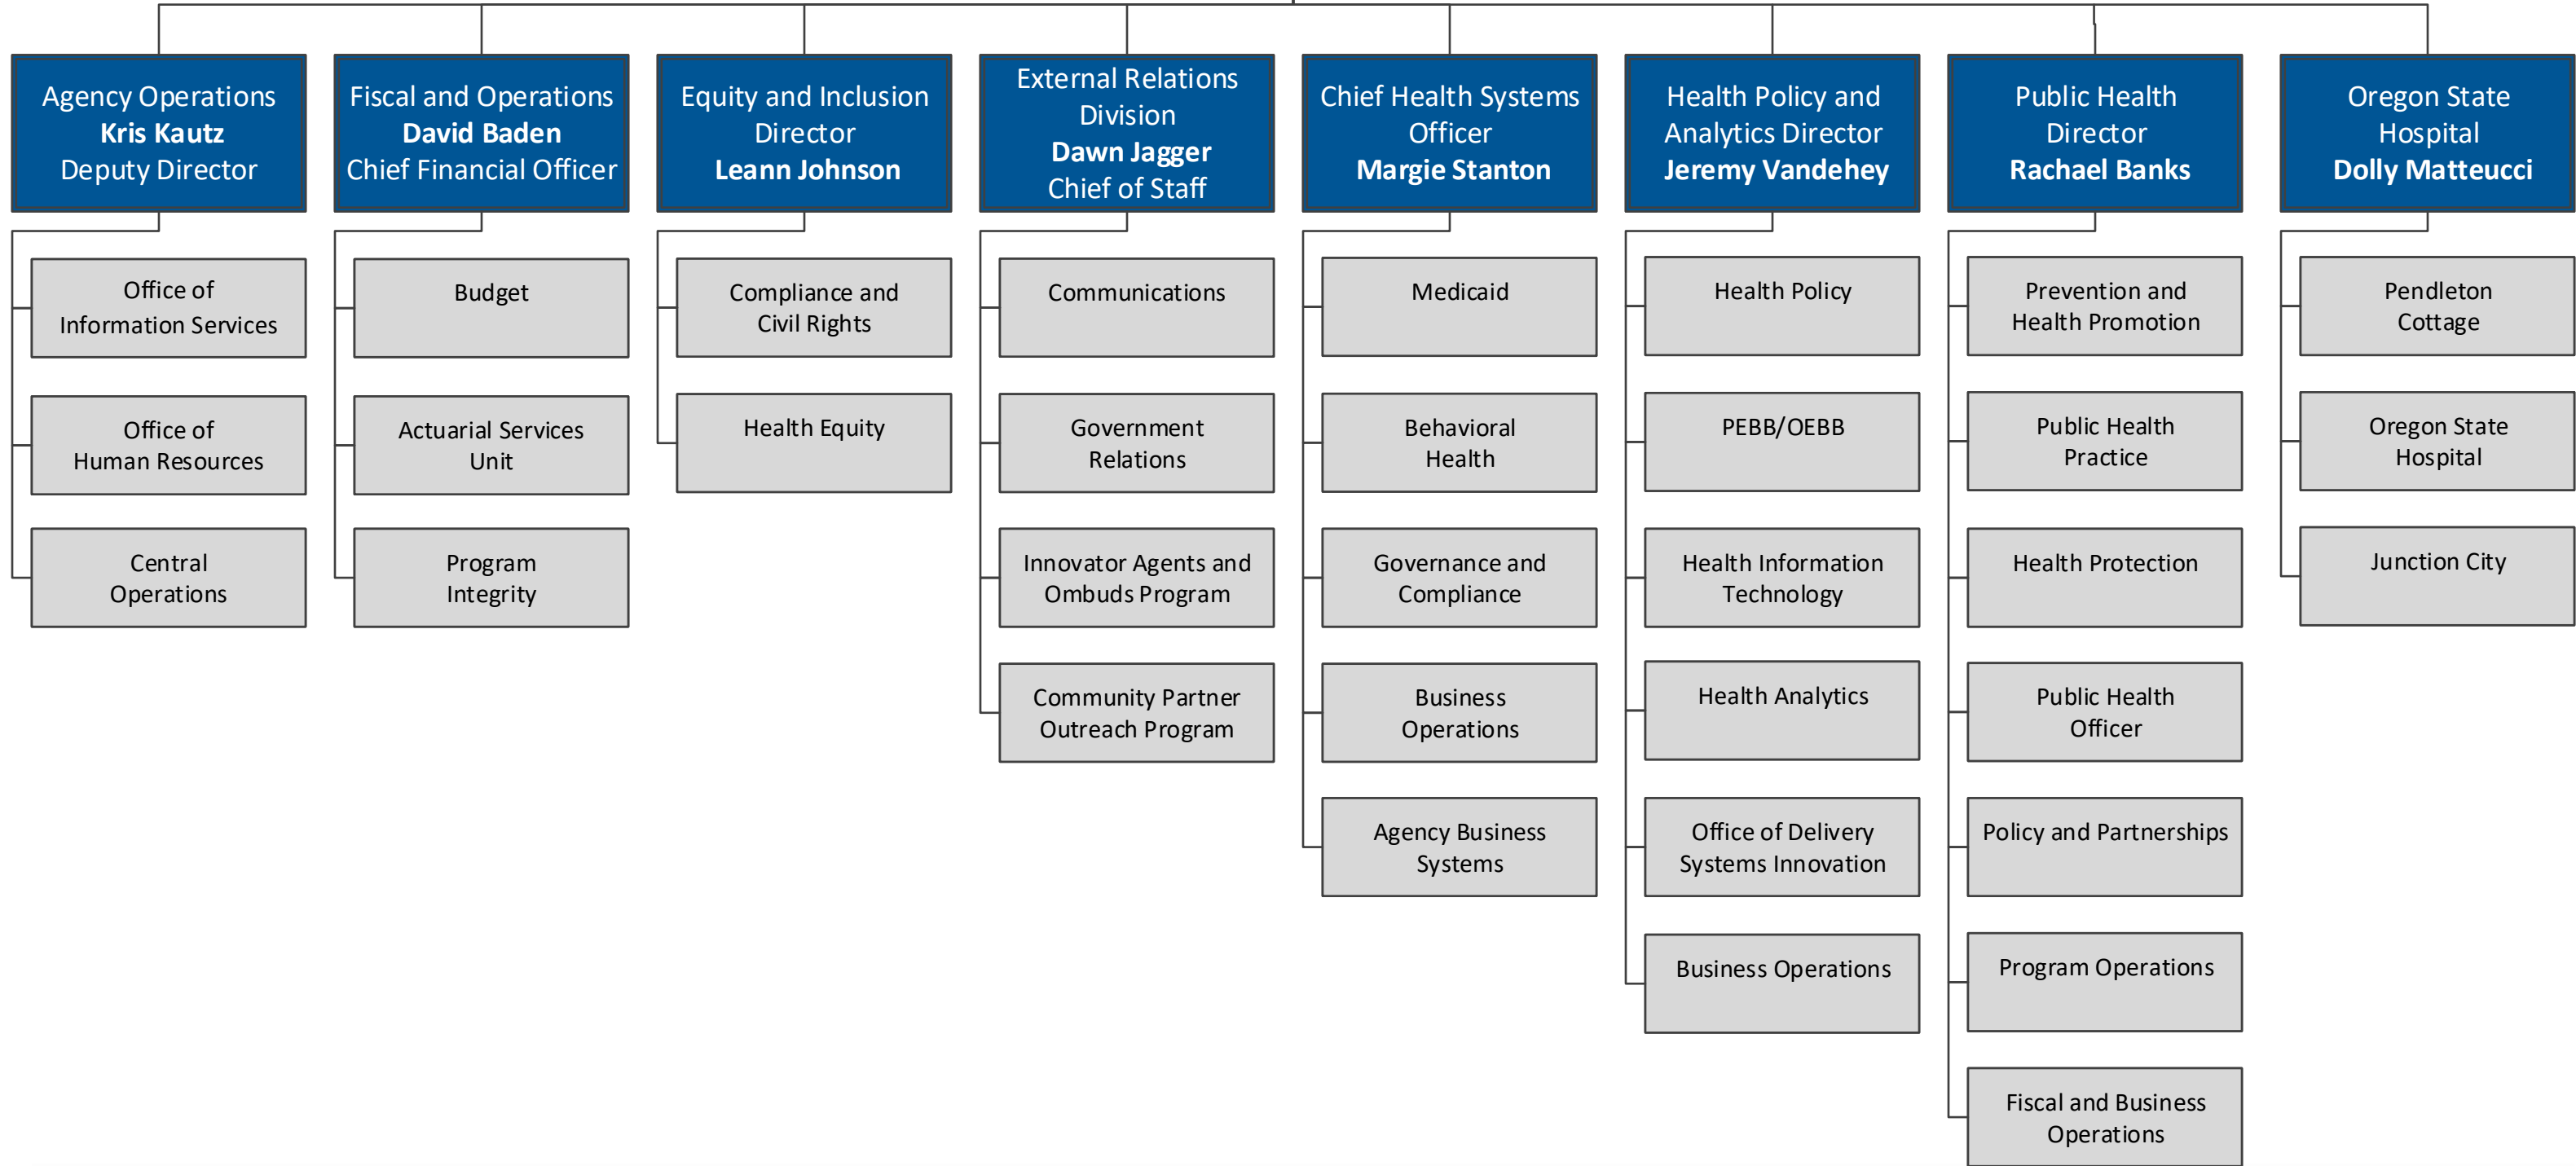 Agency Operations
Kris Kautz
Deputy Director
Fiscal and Operations
David Baden
Chief Financial Officer
Equity and Inclusion
Director
Leann Johnson
External Relations
Division
Dawn Jagger
Chief of Staff
Chief Health Systems
Officer
Margie Stanton
Health Policy and
Analytics Director
Jeremy Vandehey
Public Health
Director
Rachael Banks
Oregon State
Hospital
Dolly Matteucci
Office of
Information Services
Office of
Human Resources
Central
Operations
Budget
Actuarial Services
Unit
Program
Integrity
Compliance and
Civil Rights
Health Equity
Communications
Government
Relations
Innovator Agents and
Ombuds Program
Community Partner
Outreach Program
Medicaid
Behavioral
Health
Governance and
Compliance
Business
Operations
Agency Business
Systems
Health Policy
PEBB/OEBB
Health Information
Technology
Health Analytics
Office of Delivery
Systems Innovation
Business Operations
Prevention and
Health Promotion
Public Health
Practice
Health Protection
Public Health
Officer
Policy and Partnerships
Program Operations
Fiscal and Business
Operations
Pendleton
Cottage
Oregon State
Hospital
Junction City